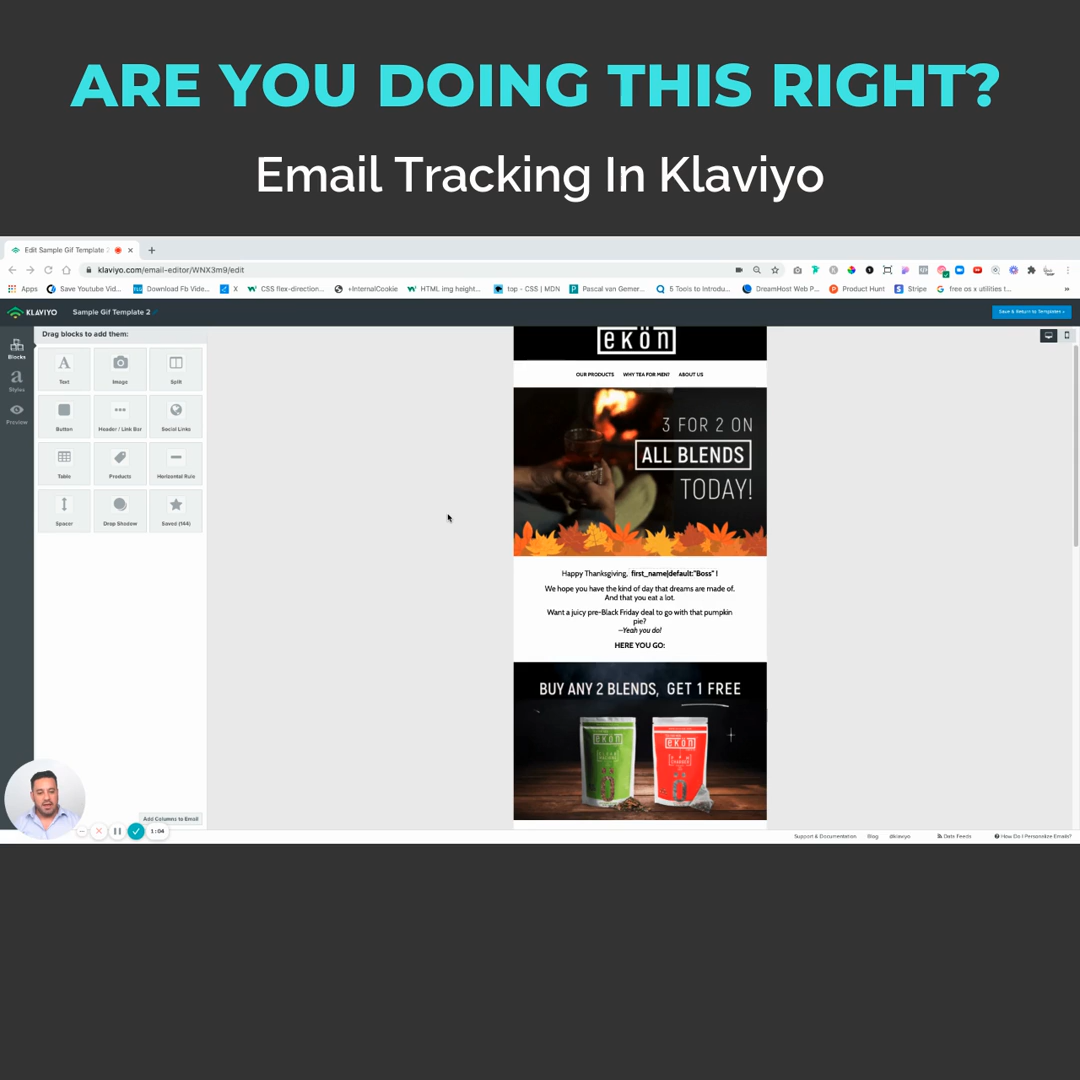 ARE YOU DOING THIS RIGHT?
Email Tracking In Klaviyo
Edit Sample Gif Template 2
klaviyo.com/email-editor/WNX3m9/edit
Apps
Save Youtube Vid...
Download Fb Vide...
X
CSS flex-direction...
+InternalCookie
HTML img height...
top - CSS | MDN
Pascal van Gemer...
5 Tools to Introdu...
DreamHost Web P...
Product Hunt
Stripe
free os x utilities t...
»
KLAVIYO
Sample Gif Template 2
Save & Return to Templates »
Blocks
Styles
Preview
Drag blocks to add them:
Text
Image
Split
Button
Header / Link Bar
Social Links
Table
Products
Horizontal Rule
Spacer
Drop Shadow
Saved (144)
Add Columns to Email
1:04
ekön
OUR PRODUCTS WHY TEA FOR MEN? ABOUT US
3 FOR 2 ON
ALL BLENDS
TODAY!
Happy Thanksgiving, first_name|default:"Boss" !
We hope you have the kind of day that dreams are made of.
And that you eat a lot.
Want a juicy pre-Black Friday deal to go with that pumpkin
pie?
–Yeah you do!
HERE YOU GO:
BUY ANY 2 BLENDS, GET 1 FREE
ekön
ekön
Support & Documentation
Blog
@klaviyo
Data Feeds
How Do I Personalize Emails?